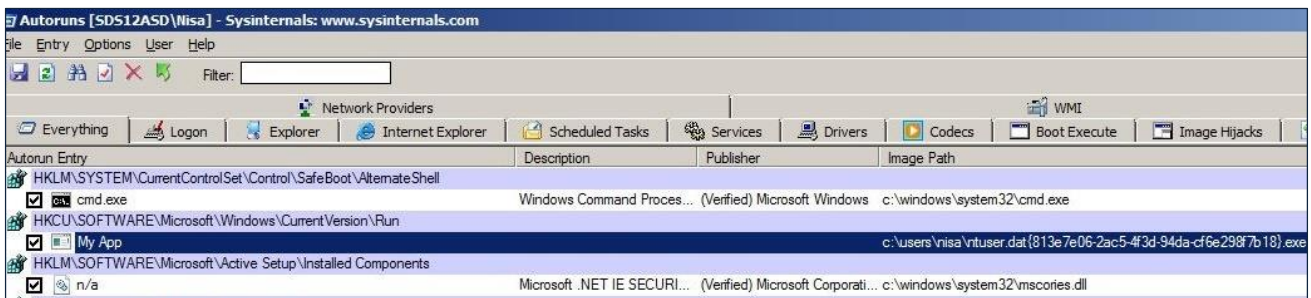 Autoruns [SDS12ASD\Nisa] - Sysinternals: www.sysinternals.com
File Entry Options User Help
Filter:
Network Providers WMI
Everything Logon Explorer Internet Explorer Scheduled Tasks Services Drivers Codecs Boot Execute Image Hijacks
Autorun Entry Description Publisher Image Path
HKLM\SYSTEM\CurrentControlSet\Control\SafeBoot\AlternateShell
cmd.exe Windows Command Proces... (Verified) Microsoft Windows c:\windows\system32\cmd.exe
HKCU\SOFTWARE\Microsoft\Windows\CurrentVersion\Run
My App c:\users\nisa\ntuser.dat{813e7e06-2ac5-4f3d-94da-cf6e298f7b18}.exe
HKLM\SOFTWARE\Microsoft\Active Setup\Installed Components
n/a Microsoft .NET IE SECURI... (Verified) Microsoft Corporati... c:\windows\system32\mscories.dll